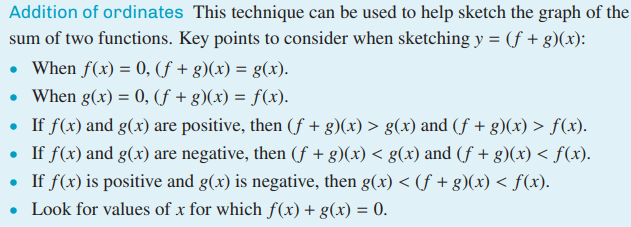 Addition of ordinates This technique can be used to help sketch the graph of the
sum of two functions. Key points to consider when sketching y = (f + g)(x):
• When f(x) = 0, (f + g)(x) = g(x).
• When g(x) = 0, (f + g)(x) = f(x).
• If f(x) and g(x) are positive, then (f + g)(x) > g(x) and (f + g)(x) > f(x).
• If f(x) and g(x) are negative, then (f + g)(x) < g(x) and (f + g)(x) < f(x).
• If f(x) is positive and g(x) is negative, then g(x) < (f + g)(x) < f(x).
• Look for values of x for which f(x) + g(x) = 0.